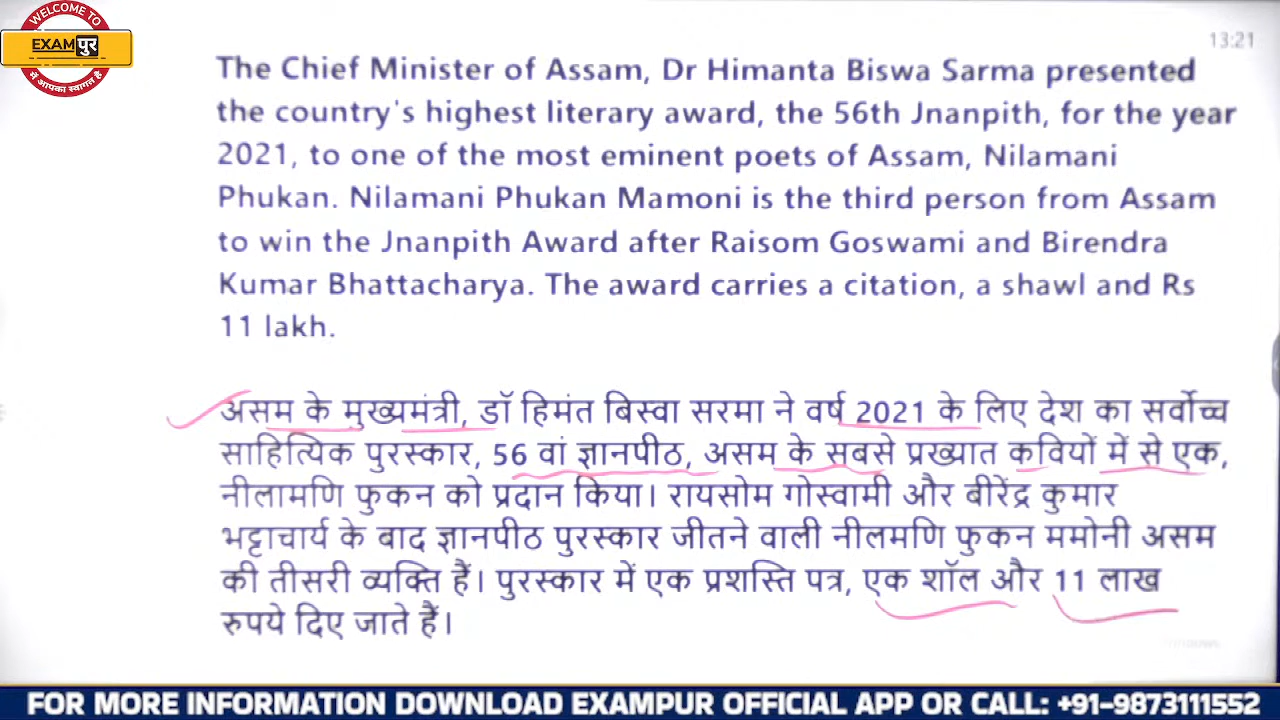 WELCOME TO
EXAMपुर
में आपका स्वागत है
13:21
The Chief Minister of Assam, Dr Himanta Biswa Sarma presented
the country's highest literary award, the 56th Jnanpith, for the year
2021, to one of the most eminent poets of Assam, Nilamani
Phukan. Nilamani Phukan Mamoni is the third person from Assam
to win the Jnanpith Award after Raisom Goswami and Birendra
Kumar Bhattacharya. The award carries a citation, a shawl and Rs
11 lakh.
असम के मुख्यमंत्री, डॉ हिमंत बिस्वा सरमा ने वर्ष 2021 के लिए देश का सर्वोच्च
साहित्यिक पुरस्कार, 56 वां ज्ञानपीठ, असम के सबसे प्रख्यात कवियों में से एक,
नीलामणि फुकन को प्रदान किया। रायसोम गोस्वामी और बीरेंद्र कुमार
भट्टाचार्य के बाद ज्ञानपीठ पुरस्कार जीतने वाली नीलमणि फुकन ममोनी असम
की तीसरी व्यक्ति हैं। पुरस्कार में एक प्रशस्ति पत्र, एक शॉल और 11 लाख
रुपये दिए जाते हैं।
FOR MORE INFORMATION DOWNLOAD EXAMPUR OFFICIAL APP OR CALL: +91-9873111552